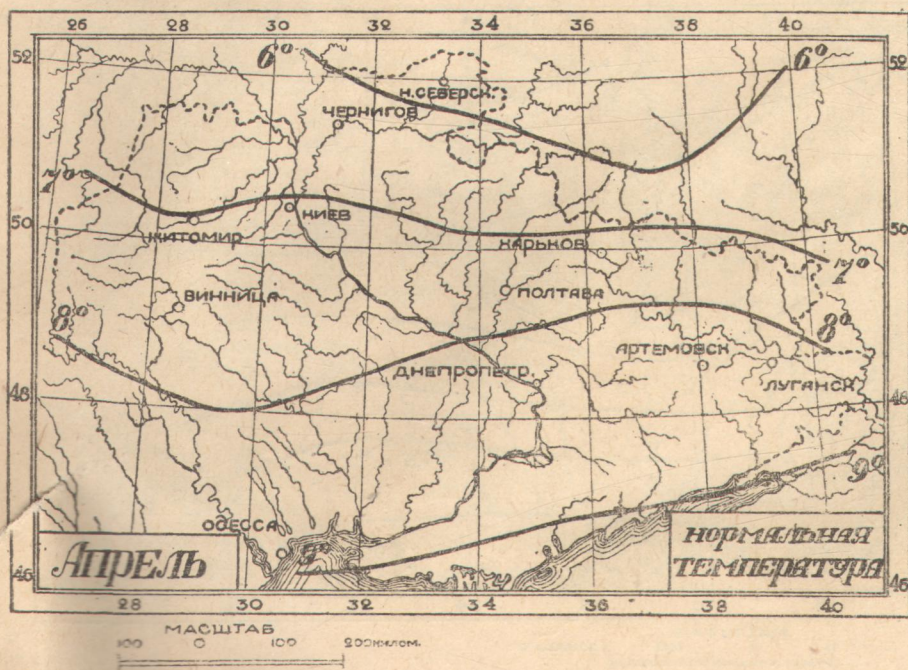 26 28 30 32 34 36 38 40
52 52
6° 6°
Н. СЕВЕРСК
ЧЕРНИГОВ
7°
50 50
КИЕВ
ЖИТОМИР
ХАРЬКОВ
7°
ВИННИЦА
ПОЛТАВА
8° 8°
АРТЕМОВСК
ДНЕПРОПЕТР.
ЛУГАНСК
48
9°
ОДЕССА
9°
АПРЕЛЬ
НОРМАЛЬНАЯ
ТЕМПЕРАТУРА
46 46
28 30 32 34 36 38 40
МАСШТАБ
100 0 100 200 килом.